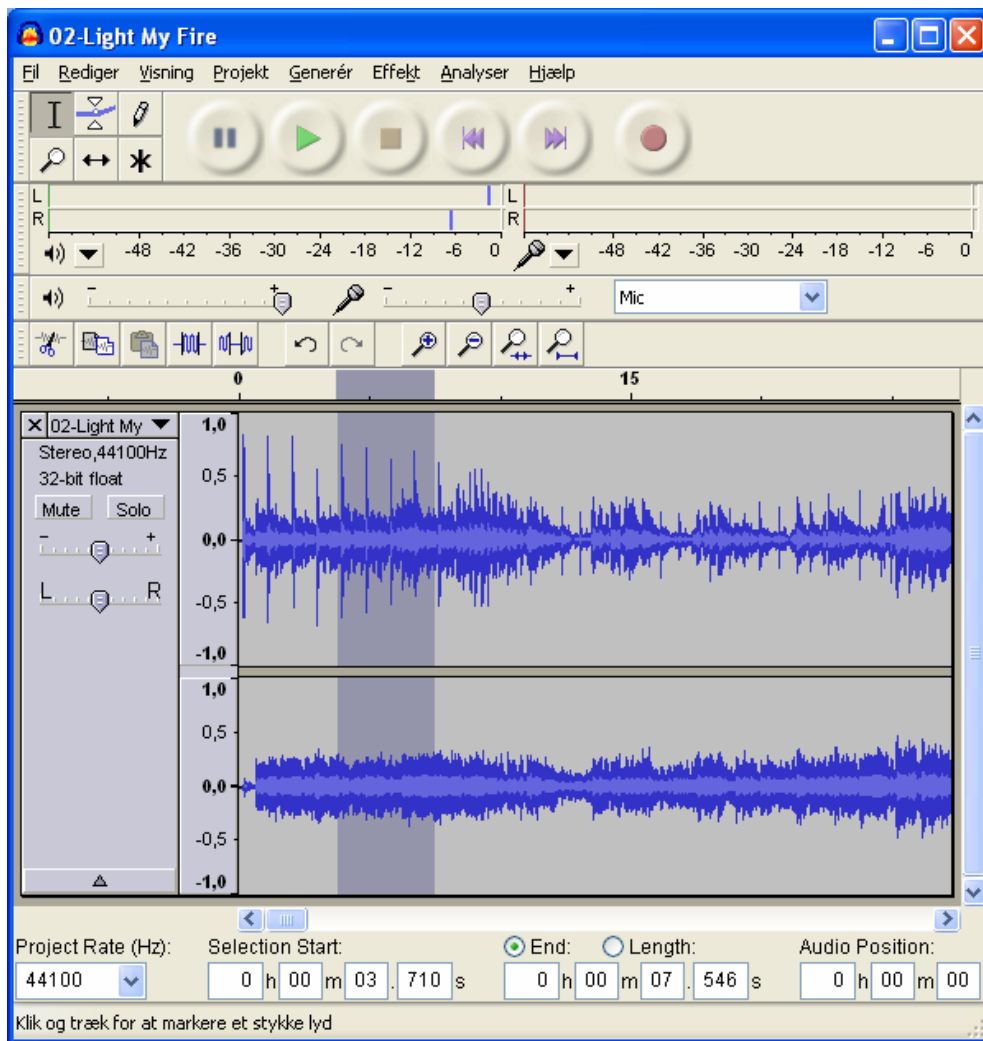 02-Light My Fire
Fil Rediger Visning Projekt Generér Effekt Analyser Hjælp
L L
R R
-48 -42 -36 -30 -24 -18 -12 -6 0 -48 -42 -36 -30 -24 -18 -12 -6 0
- + - + Mic
0 15
02-Light My 1,0
Stereo,44100Hz
32-bit float 0,5
Mute Solo
- + 0,0
L R -0,5
-1,0
1,0
0,5
0,0
-0,5
-1,0
Project Rate (Hz): Selection Start: End: Length: Audio Position:
44100 0 h 00 m 03 . 710 s 0 h 00 m 07 . 546 s 0 h 00 m 00
Klik og træk for at markere et stykke lyd